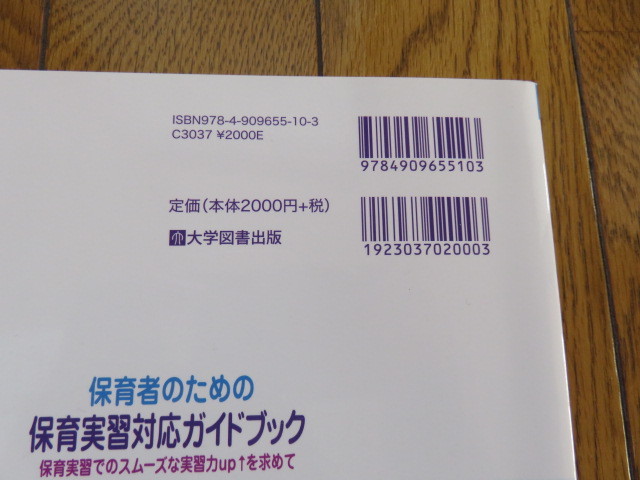 ISBN978-4-909655-10-3
C3037 ¥2000E
9784909655103
定価(本体2000円+税)
大学図書出版
1923037020003
保育者のための
保育実習対応ガイドブック
保育実習でのスムーズな実習力up↑を求めて